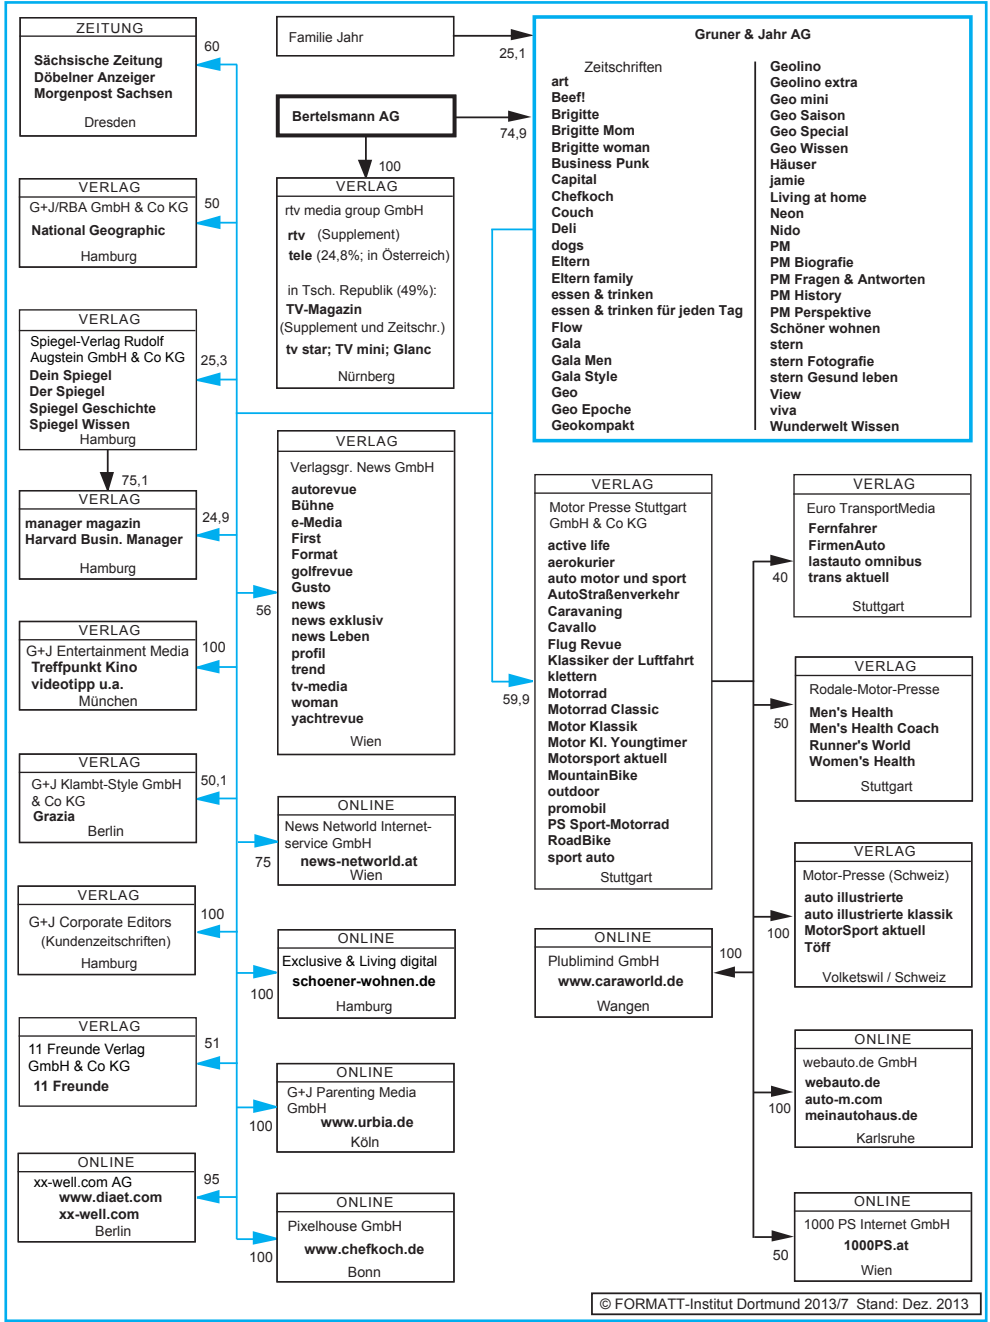 ZEITUNG
60
Sächsische Zeitung
Döbelner Anzeiger
Morgenpost Sachsen
Dresden
VERLAG
G+J/RBA GmbH & Co KG
50
National Geographic
Hamburg
VERLAG
Spiegel-Verlag Rudolf
Augstein GmbH & Co KG
25,3
Dein Spiegel
Der Spiegel
Spiegel Geschichte
Spiegel Wissen
Hamburg
75,1
VERLAG
manager magazin
24,9
Harvard Busin. Manager
Hamburg
VERLAG
G+J Entertainment Media
100
Treffpunkt Kino
videotipp u.a.
München
VERLAG
50,1
G+J Klambt-Style GmbH
& Co KG
Grazia
Berlin
VERLAG
100
G+J Corporate Editors
(Kundenzeitschriften)
Hamburg
VERLAG
51
11 Freunde Verlag
GmbH & Co KG
11 Freunde
ONLINE
95
xx-well.com AG
www.diaet.com
xx-well.com
Berlin
Familie Jahr
25,1
Bertelsmann AG
74,9
100
VERLAG
rtv media group GmbH
rtv (Supplement)
tele (24,8%; in Österreich)
in Tsch. Republik (49%):
TV-Magazin
(Supplement und Zeitschr.)
tv star; TV mini; Glanc
Nürnberg
VERLAG
Verlagsgr. News GmbH
autorevue
Bühne
e-Media
First
Format
golfrevue
Gusto
56
news
news exklusiv
news Leben
profil
trend
tv-media
woman
yachtrevue
Wien
ONLINE
News Networld Internet-
service GmbH
75
news-networld.at
Wien
ONLINE
Exclusive & Living digital
schoener-wohnen.de
100
Hamburg
ONLINE
G+J Parenting Media
GmbH
100
www.urbia.de
Köln
ONLINE
Pixelhouse GmbH
100
www.chefkoch.de
Bonn
Gruner & Jahr AG
Zeitschriften
art
Beef!
Brigitte
Brigitte Mom
Brigitte woman
Business Punk
Capital
Chefkoch
Couch
Deli
dogs
Eltern
Eltern family
essen & trinken
essen & trinken für jeden Tag
Flow
Gala
Gala Men
Gala Style
Geo
Geo Epoche
Geokompakt
Geolino
Geolino extra
Geo mini
Geo Saison
Geo Special
Geo Wissen
Häuser
jamie
Living at home
Neon
Nido
PM
PM Biografie
PM Fragen & Antworten
PM History
PM Perspektive
Schöner wohnen
stern
stern Fotografie
stern Gesund leben
View
viva
Wunderwelt Wissen
VERLAG
Motor Presse Stuttgart
GmbH & Co KG
active life
aerokurier
auto motor und sport
AutoStraßenverkehr
Caravaning
Cavallo
Flug Revue
Klassiker der Luftfahrt
klettern
59,9
Motorrad
Motorrad Classic
Motor Klassik
Motor Kl. Youngtimer
Motorsport aktuell
MountainBike
outdoor
promobil
PS Sport-Motorrad
RoadBike
sport auto
Stuttgart
ONLINE
100
Plublimind GmbH
www.caraworld.de
Wangen
VERLAG
Euro TransportMedia
Fernfahrer
FirmenAuto
lastauto omnibus
40
trans aktuell
Stuttgart
VERLAG
Rodale-Motor-Presse
Men's Health
50
Men's Health Coach
Runner's World
Women's Health
Stuttgart
VERLAG
Motor-Presse (Schweiz)
auto illustrierte
auto illustrierte klassik
100
MotorSport aktuell
Töff
Volketswil / Schweiz
ONLINE
webauto.de GmbH
webauto.de
auto-m.com
100
meinautohaus.de
Karlsruhe
ONLINE
1000 PS Internet GmbH
1000PS.at
50
Wien
© FORMATT-Institut Dortmund 2013/7 Stand: Dez. 2013